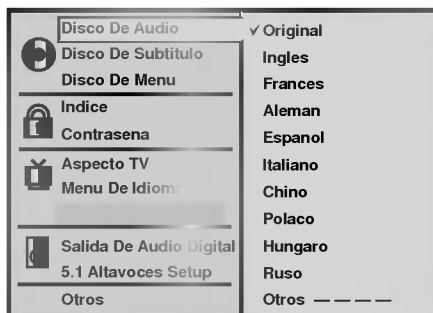 Disco De Audio
Disco De Subtitulo
Disco De Menu
Indice
Contrasena
Aspecto TV
Menu De Idioma
Salida De Audio Digital
5.1 Altavoces Setup
Otros
✓ Original
Ingles
Frances
Aleman
Espanol
Italiano
Chino
Polaco
Hungaro
Ruso
Otros — — — —